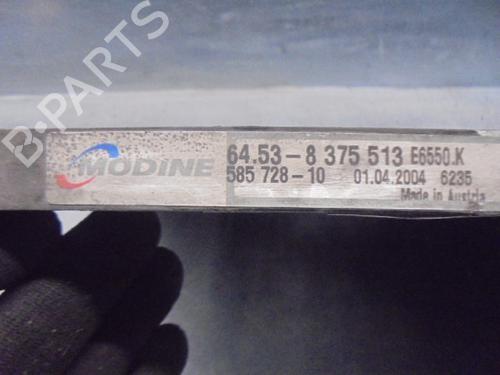 B-Parts
MODINE
64.53-8 375 513 E6550.K
585 728-10 01.04.2004 6235
Made in Austria